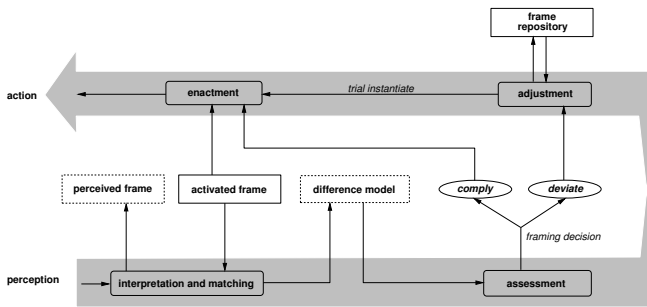 frame
repository
action
enactment
trial instantiate
adjustment
perceived frame
activated frame
difference model
comply
deviate
framing decision
perception
interpretation and matching
assessment